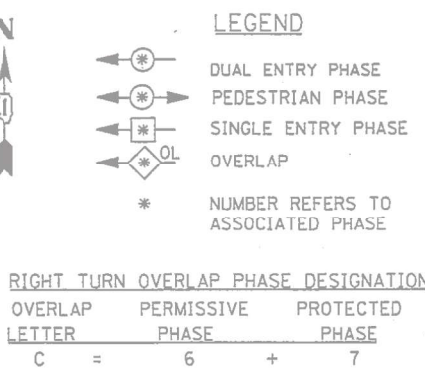 N
LEGEND
* DUAL ENTRY PHASE
* PEDESTRIAN PHASE
* SINGLE ENTRY PHASE
* OL OVERLAP
* NUMBER REFERS TO
ASSOCIATED PHASE
RIGHT TURN OVERLAP PHASE DESIGNATION
OVERLAP PERMISSIVE PROTECTED
LETTER PHASE PHASE
C = 6 + 7